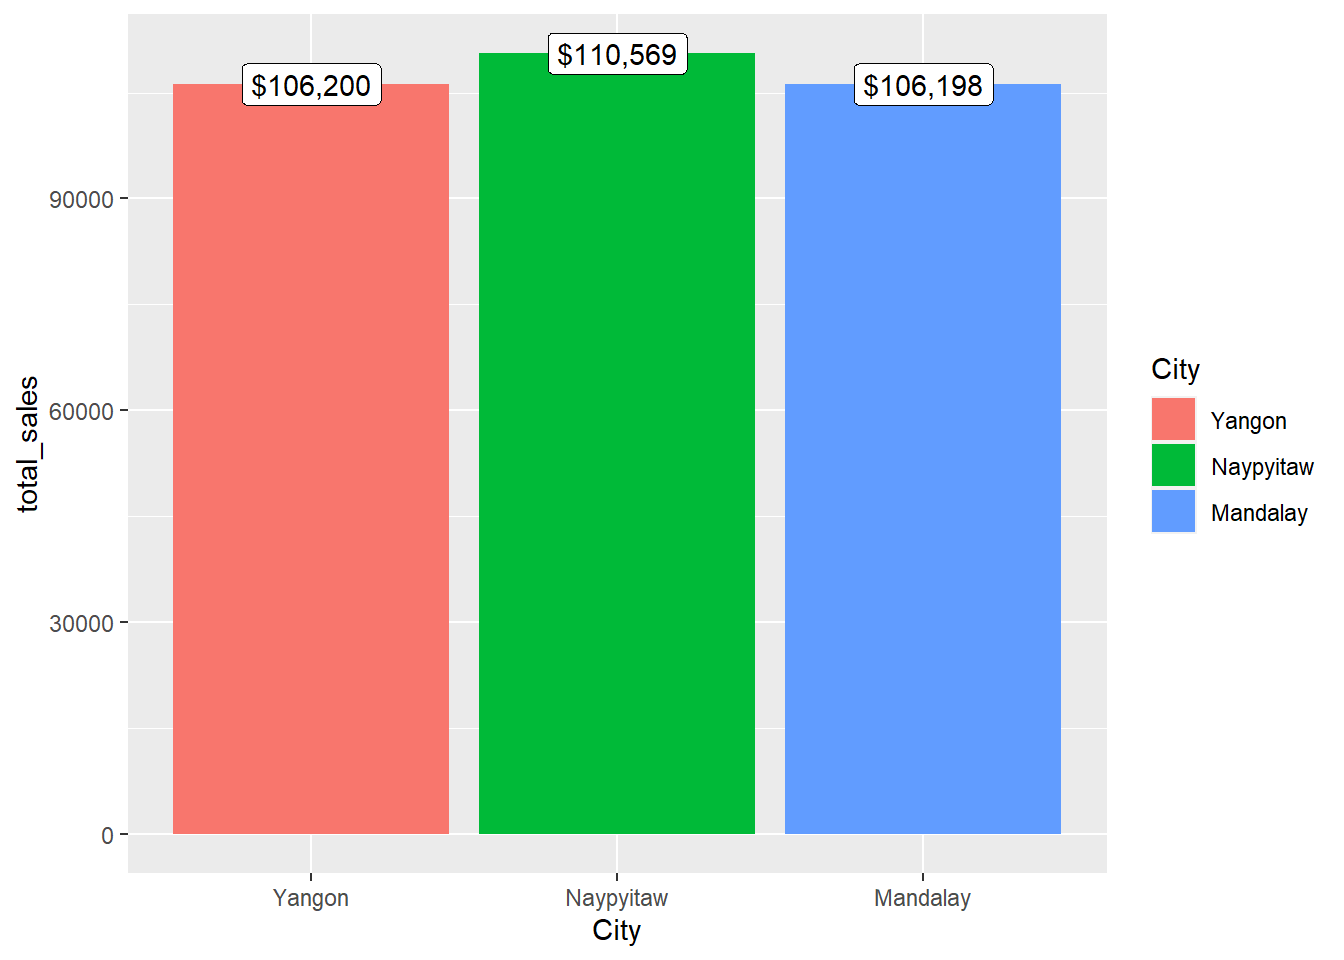 $110,569
$106,200
$106,198
90000
60000
30000
0
total_sales
Yangon
Naypyitaw
Mandalay
City
City
Yangon
Naypyitaw
Mandalay